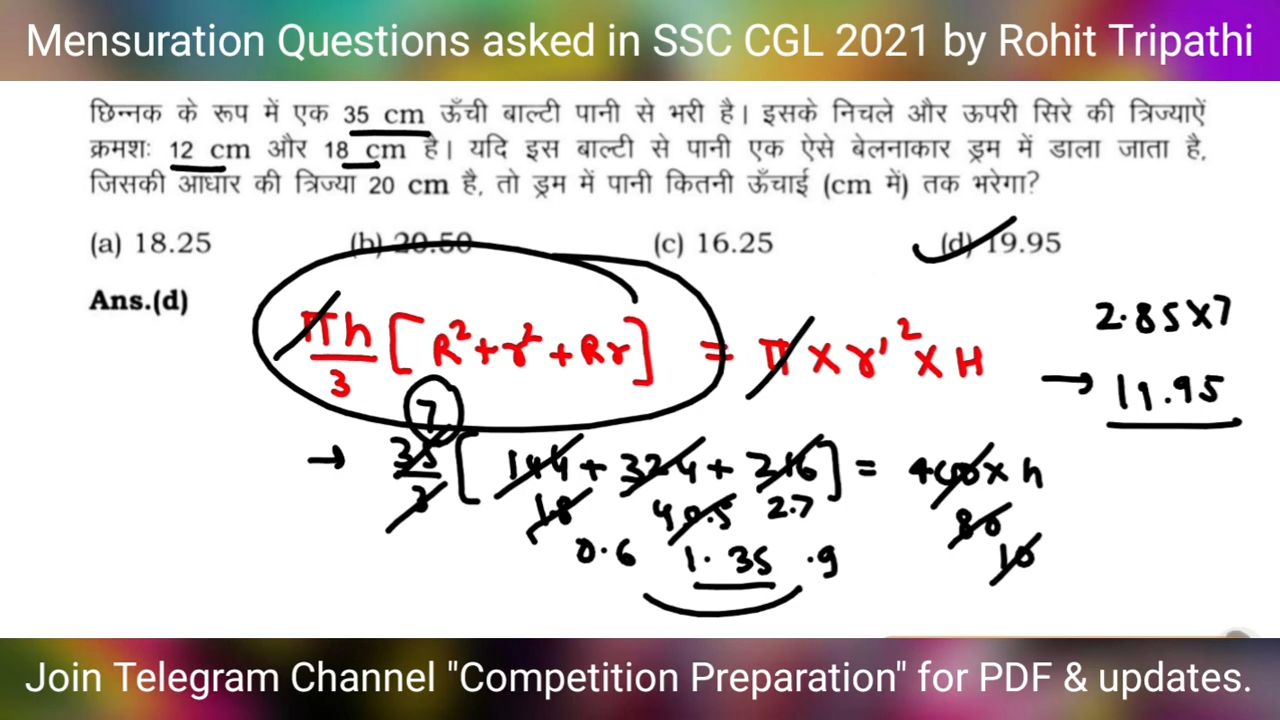 Mensuration Questions asked in SSC CGL 2021 by Rohit Tripathi
छिन्नक के रूप में एक 35 cm ऊँची बाल्टी पानी से भरी है। इसके निचले और ऊपरी सिरे की त्रिज्याऐं
क्रमशः 12 cm और 18 cm है। यदि इस बाल्टी से पानी एक ऐसे बेलनाकार ड्रम में डाला जाता है,
जिसकी आधार की त्रिज्या 20 cm है, तो ड्रम में पानी कितनी ऊँचाई (cm में) तक भरेगा?
(a) 18.25 (b) 20.50 (c) 16.25 (d) 19.95
Ans.(d)
πh/3 [R²+r²+Rr] = π × r'² × H
2.85×7
→ 19.95
7
→ 35/3 [144 + 324 + 216] = 400 × h
18 40.5 2.7 80
0.6 1.35 .9 10
Join Telegram Channel "Competition Preparation" for PDF & updates.